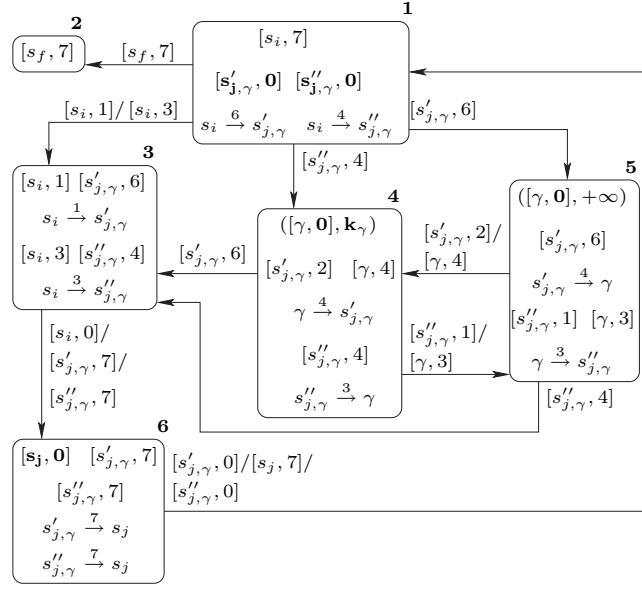 2
[s_f, 7]
[s_f, 7]
1
[s_i, 7]
[𝐬′_{𝐣,γ}, 𝟎] [𝐬″_{𝐣,γ}, 𝟎]
s_i →^6 s′_{j,γ} s_i →^4 s″_{j,γ}
[s_i, 1]/[s_i, 3]
[s′_{j,γ}, 6]
[s″_{j,γ}, 4]
3
[s_i, 1] [s′_{j,γ}, 6]
s_i →^1 s′_{j,γ}
[s_i, 3] [s″_{j,γ}, 4]
s_i →^3 s″_{j,γ}
[s′_{j,γ}, 6]
4
([γ, 𝟎], 𝐤_γ)
[s′_{j,γ}, 2] [γ, 4]
γ →^4 s′_{j,γ}
[s″_{j,γ}, 4]
s″_{j,γ} →^3 γ
[s′_{j,γ}, 2]/
[γ, 4]
[s″_{j,γ}, 1]/
[γ, 3]
5
([γ, 𝟎], +∞)
[s′_{j,γ}, 6]
s′_{j,γ} →^4 γ
[s″_{j,γ}, 1] [γ, 3]
γ →^3 s″_{j,γ}
[s″_{j,γ}, 4]
[s_i, 0]/
[s′_{j,γ}, 7]/
[s″_{j,γ}, 7]
6
[𝐬_𝐣, 𝟎] [s′_{j,γ}, 7]
[s″_{j,γ}, 7]
s′_{j,γ} →^7 s_j
s″_{j,γ} →^7 s_j
[s′_{j,γ}, 0]/[s_j, 7]/
[s″_{j,γ}, 0]